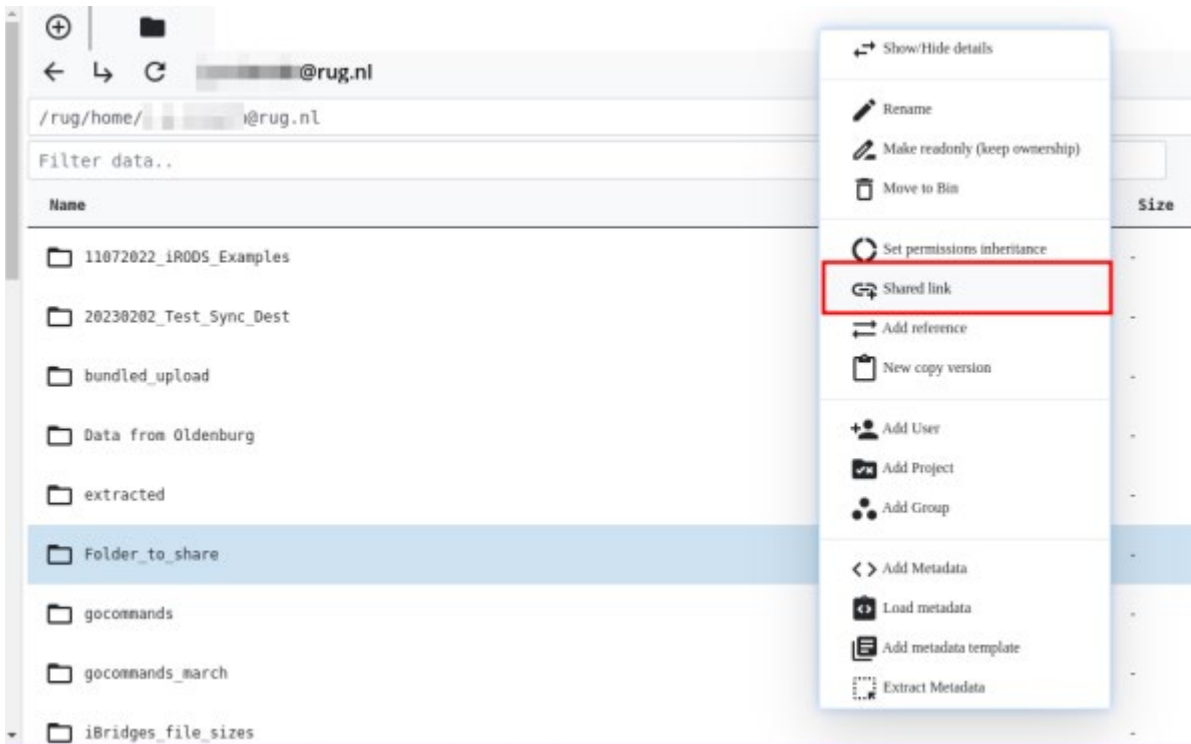 @rug.nl
/rug/home/ @rug.nl
Filter data..
Name
Size
11072022_iRODS_Examples
-
20230202_Test_Sync_Dest
-
bundled_upload
-
Data from Oldenburg
-
extracted
-
Folder_to_share
-
gocommands
-
gocommands_march
-
iBridges_file_sizes
-
Show/Hide details
Rename
Make readonly (keep ownership)
Move to Bin
Set permissions inheritance
Shared link
Add reference
New copy version
Add User
Add Project
Add Group
Add Metadata
Load metadata
Add metadata template
Extract Metadata